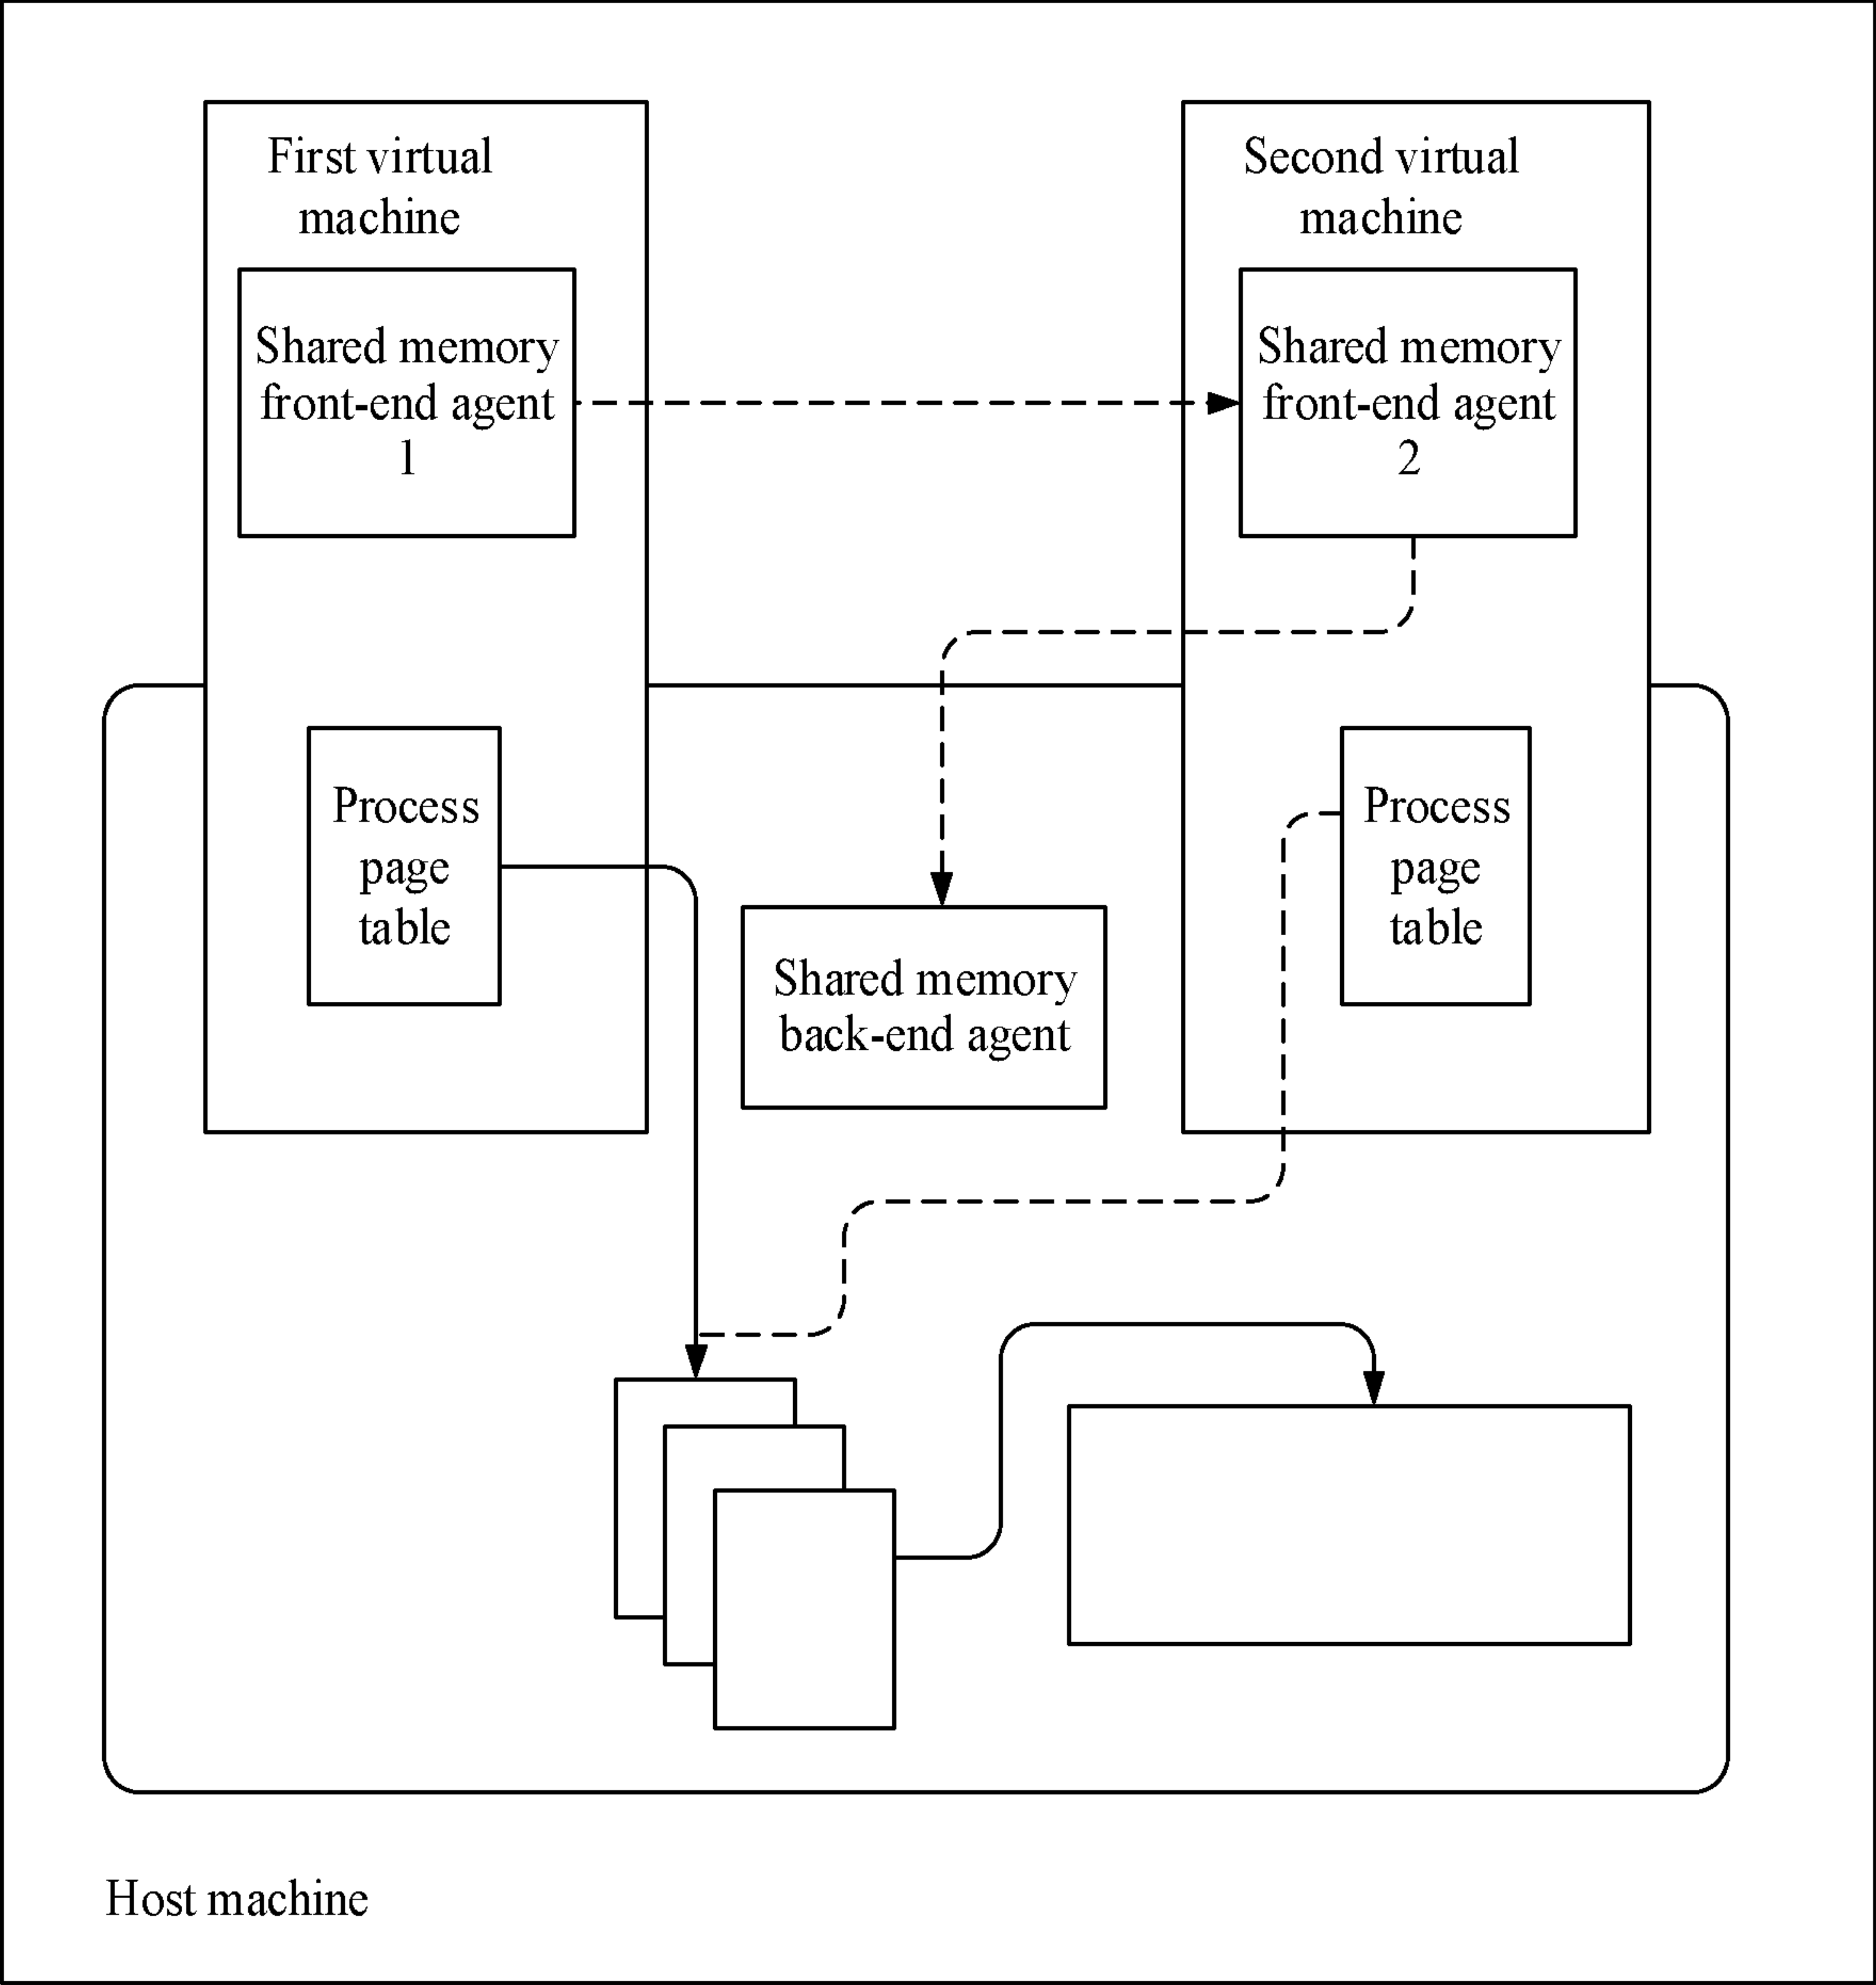 First virtual
machine
Shared memory
front-end agent
1
Second virtual
machine
Shared memory
front-end agent
2
Process
page
table
Shared memory
back-end agent
Process
page
table
Host machine